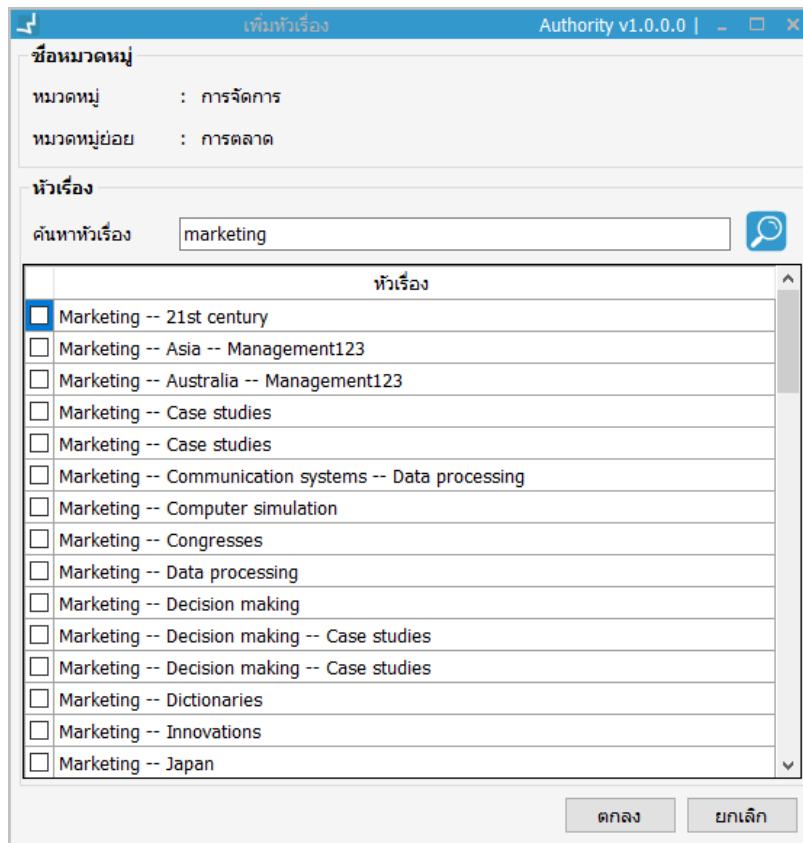 เพิ่มหัวเรื่อง Authority v1.0.0.0 |
ชื่อหมวดหมู่
หมวดหมู่ : การจัดการ
หมวดหมู่ย่อย : การตลาด
หัวเรื่อง
ค้นหาหัวเรื่อง marketing
หัวเรื่อง
Marketing -- 21st century
Marketing -- Asia -- Management123
Marketing -- Australia -- Management123
Marketing -- Case studies
Marketing -- Case studies
Marketing -- Communication systems -- Data processing
Marketing -- Computer simulation
Marketing -- Congresses
Marketing -- Data processing
Marketing -- Decision making
Marketing -- Decision making -- Case studies
Marketing -- Decision making -- Case studies
Marketing -- Dictionaries
Marketing -- Innovations
Marketing -- Japan
ตกลง ยกเลิก